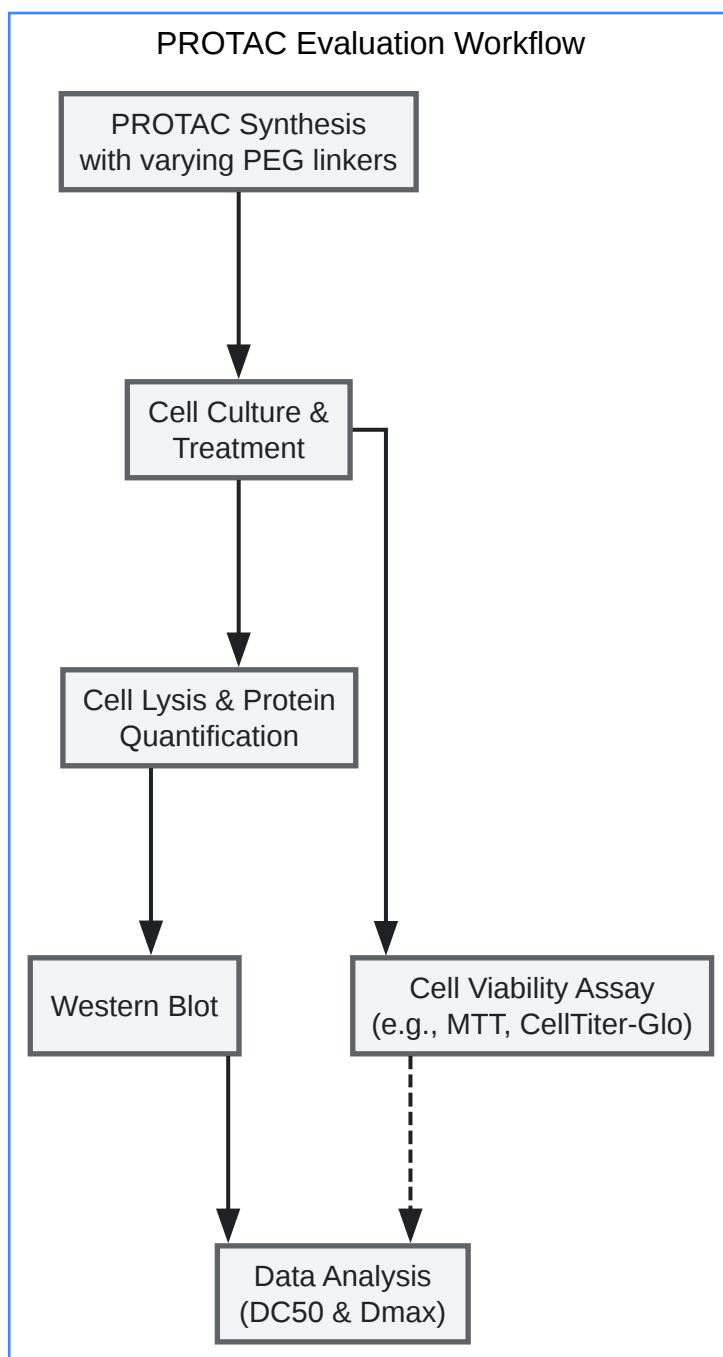 PROTAC Evaluation Workflow
PROTAC Synthesis
with varying PEG linkers
Cell Culture &
Treatment
Cell Lysis & Protein
Quantification
Western Blot
Cell Viability Assay
(e.g., MTT, CellTiter-Glo)
Data Analysis
(DC50 & Dmax)